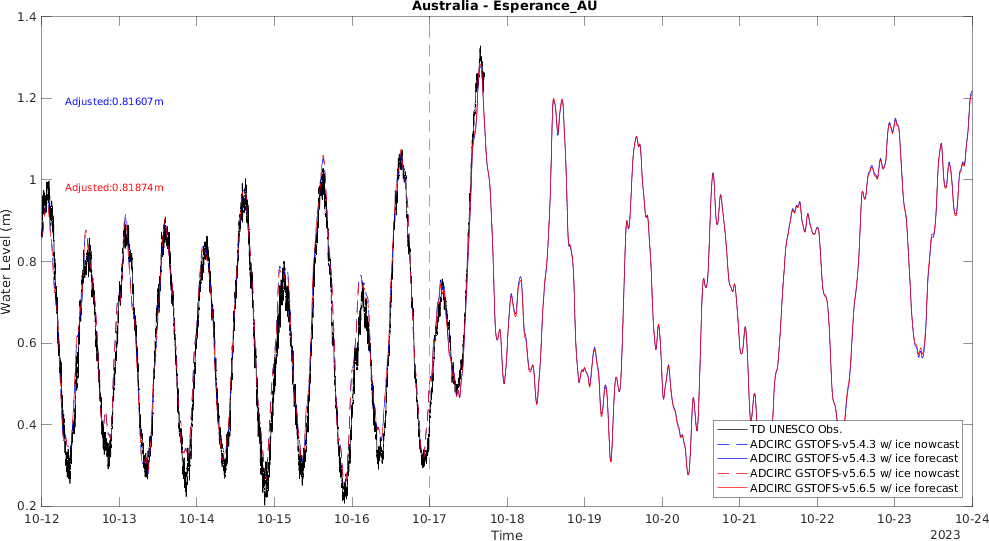 Australia - Esperance_AU
1.4
1.2
1
0.8
0.6
0.4
0.2
Water Level (m)
Adjusted:0.81607m
Adjusted:0.81874m
TD UNESCO Obs.
ADCIRC GSTOFS-v5.4.3 w/ ice nowcast
ADCIRC GSTOFS-v5.4.3 w/ ice forecast
ADCIRC GSTOFS-v5.6.5 w/ ice nowcast
ADCIRC GSTOFS-v5.6.5 w/ ice forecast
10-12 10-13 10-14 10-15 10-16 10-17 10-18 10-19 10-20 10-21 10-22 10-23 10-24
Time
2023